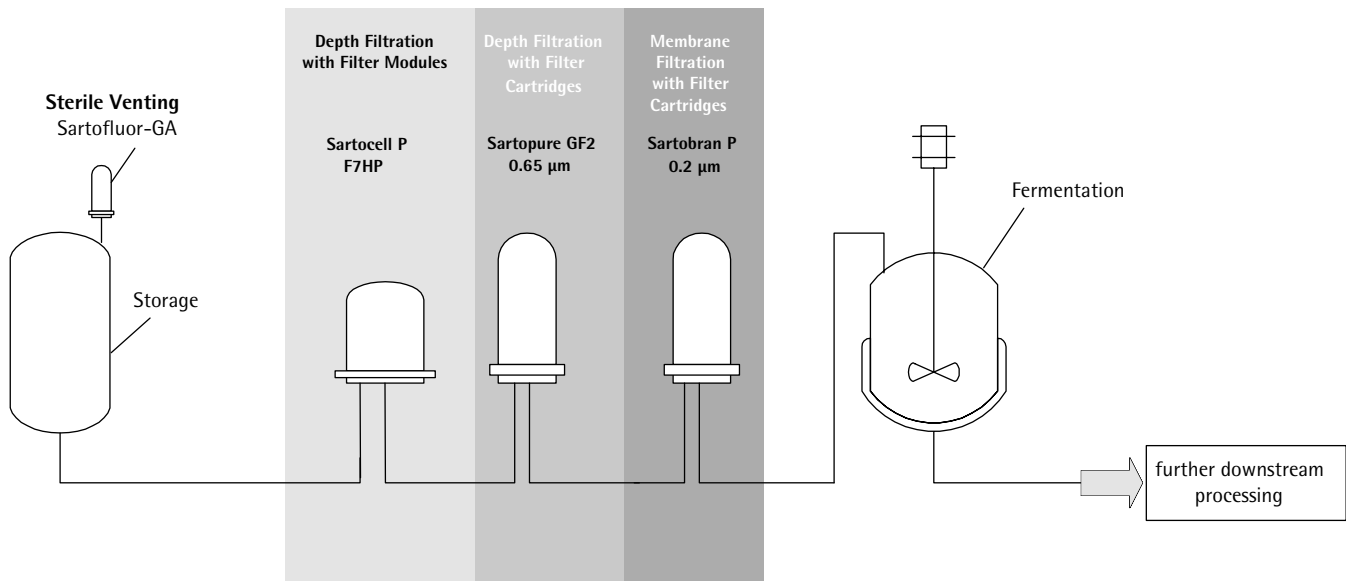 Depth Filtration
with Filter Modules
Depth Filtration
with Filter
Cartridges
Membrane
Filtration
with Filter
Cartridges
Sterile Venting
Sartofluor-GA
Sartocell P
F7HP
Sartopure GF2
0.65 µm
Sartobran P
0.2 µm
Fermentation
Storage
further downstream
processing